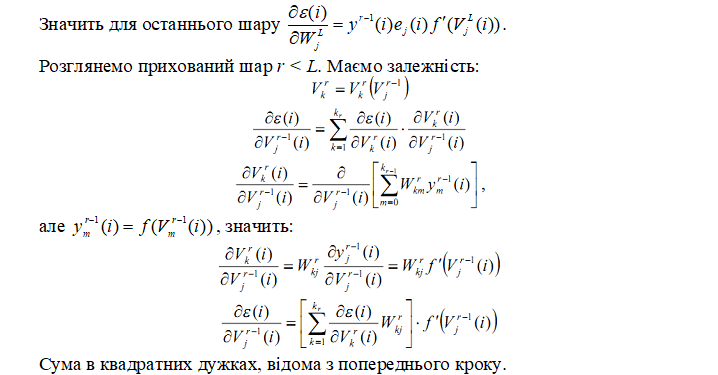 Значить для останнього шару ∂ε(i)/∂W_j^L = y^{r−1}(i)e_j(i)f′(V_j^L(i)).
Розглянемо прихований шар r < L. Маємо залежність:
V_k^r = V_k^r(V_j^{r−1})
∂ε(i)/∂V_j^{r−1}(i) = ∑_{k=1}^{k_r} ∂ε(i)/∂V_k^r(i) · ∂V_k^r(i)/∂V_j^{r−1}(i)
∂V_k^r(i)/∂V_j^{r−1}(i) = ∂/∂V_j^{r−1}(i) [∑_{m=0}^{k_{r−1}} W_{km}^r y_m^{r−1}(i)],
але y_m^{r−1}(i) = f(V_m^{r−1}(i)), значить:
∂V_k^r(i)/∂V_j^{r−1}(i) = W_{kj}^r ∂y_j^{r−1}(i)/∂V_j^{r−1}(i) = W_{kj}^r f′(V_j^{r−1}(i))
∂ε(i)/∂V_j^{r−1}(i) = [∑_{k=1}^{k_r} ∂ε(i)/∂V_k^r(i) W_{kj}^r] · f′(V_j^{r−1}(i))
Сума в квадратних дужках, відома з попереднього кроку.